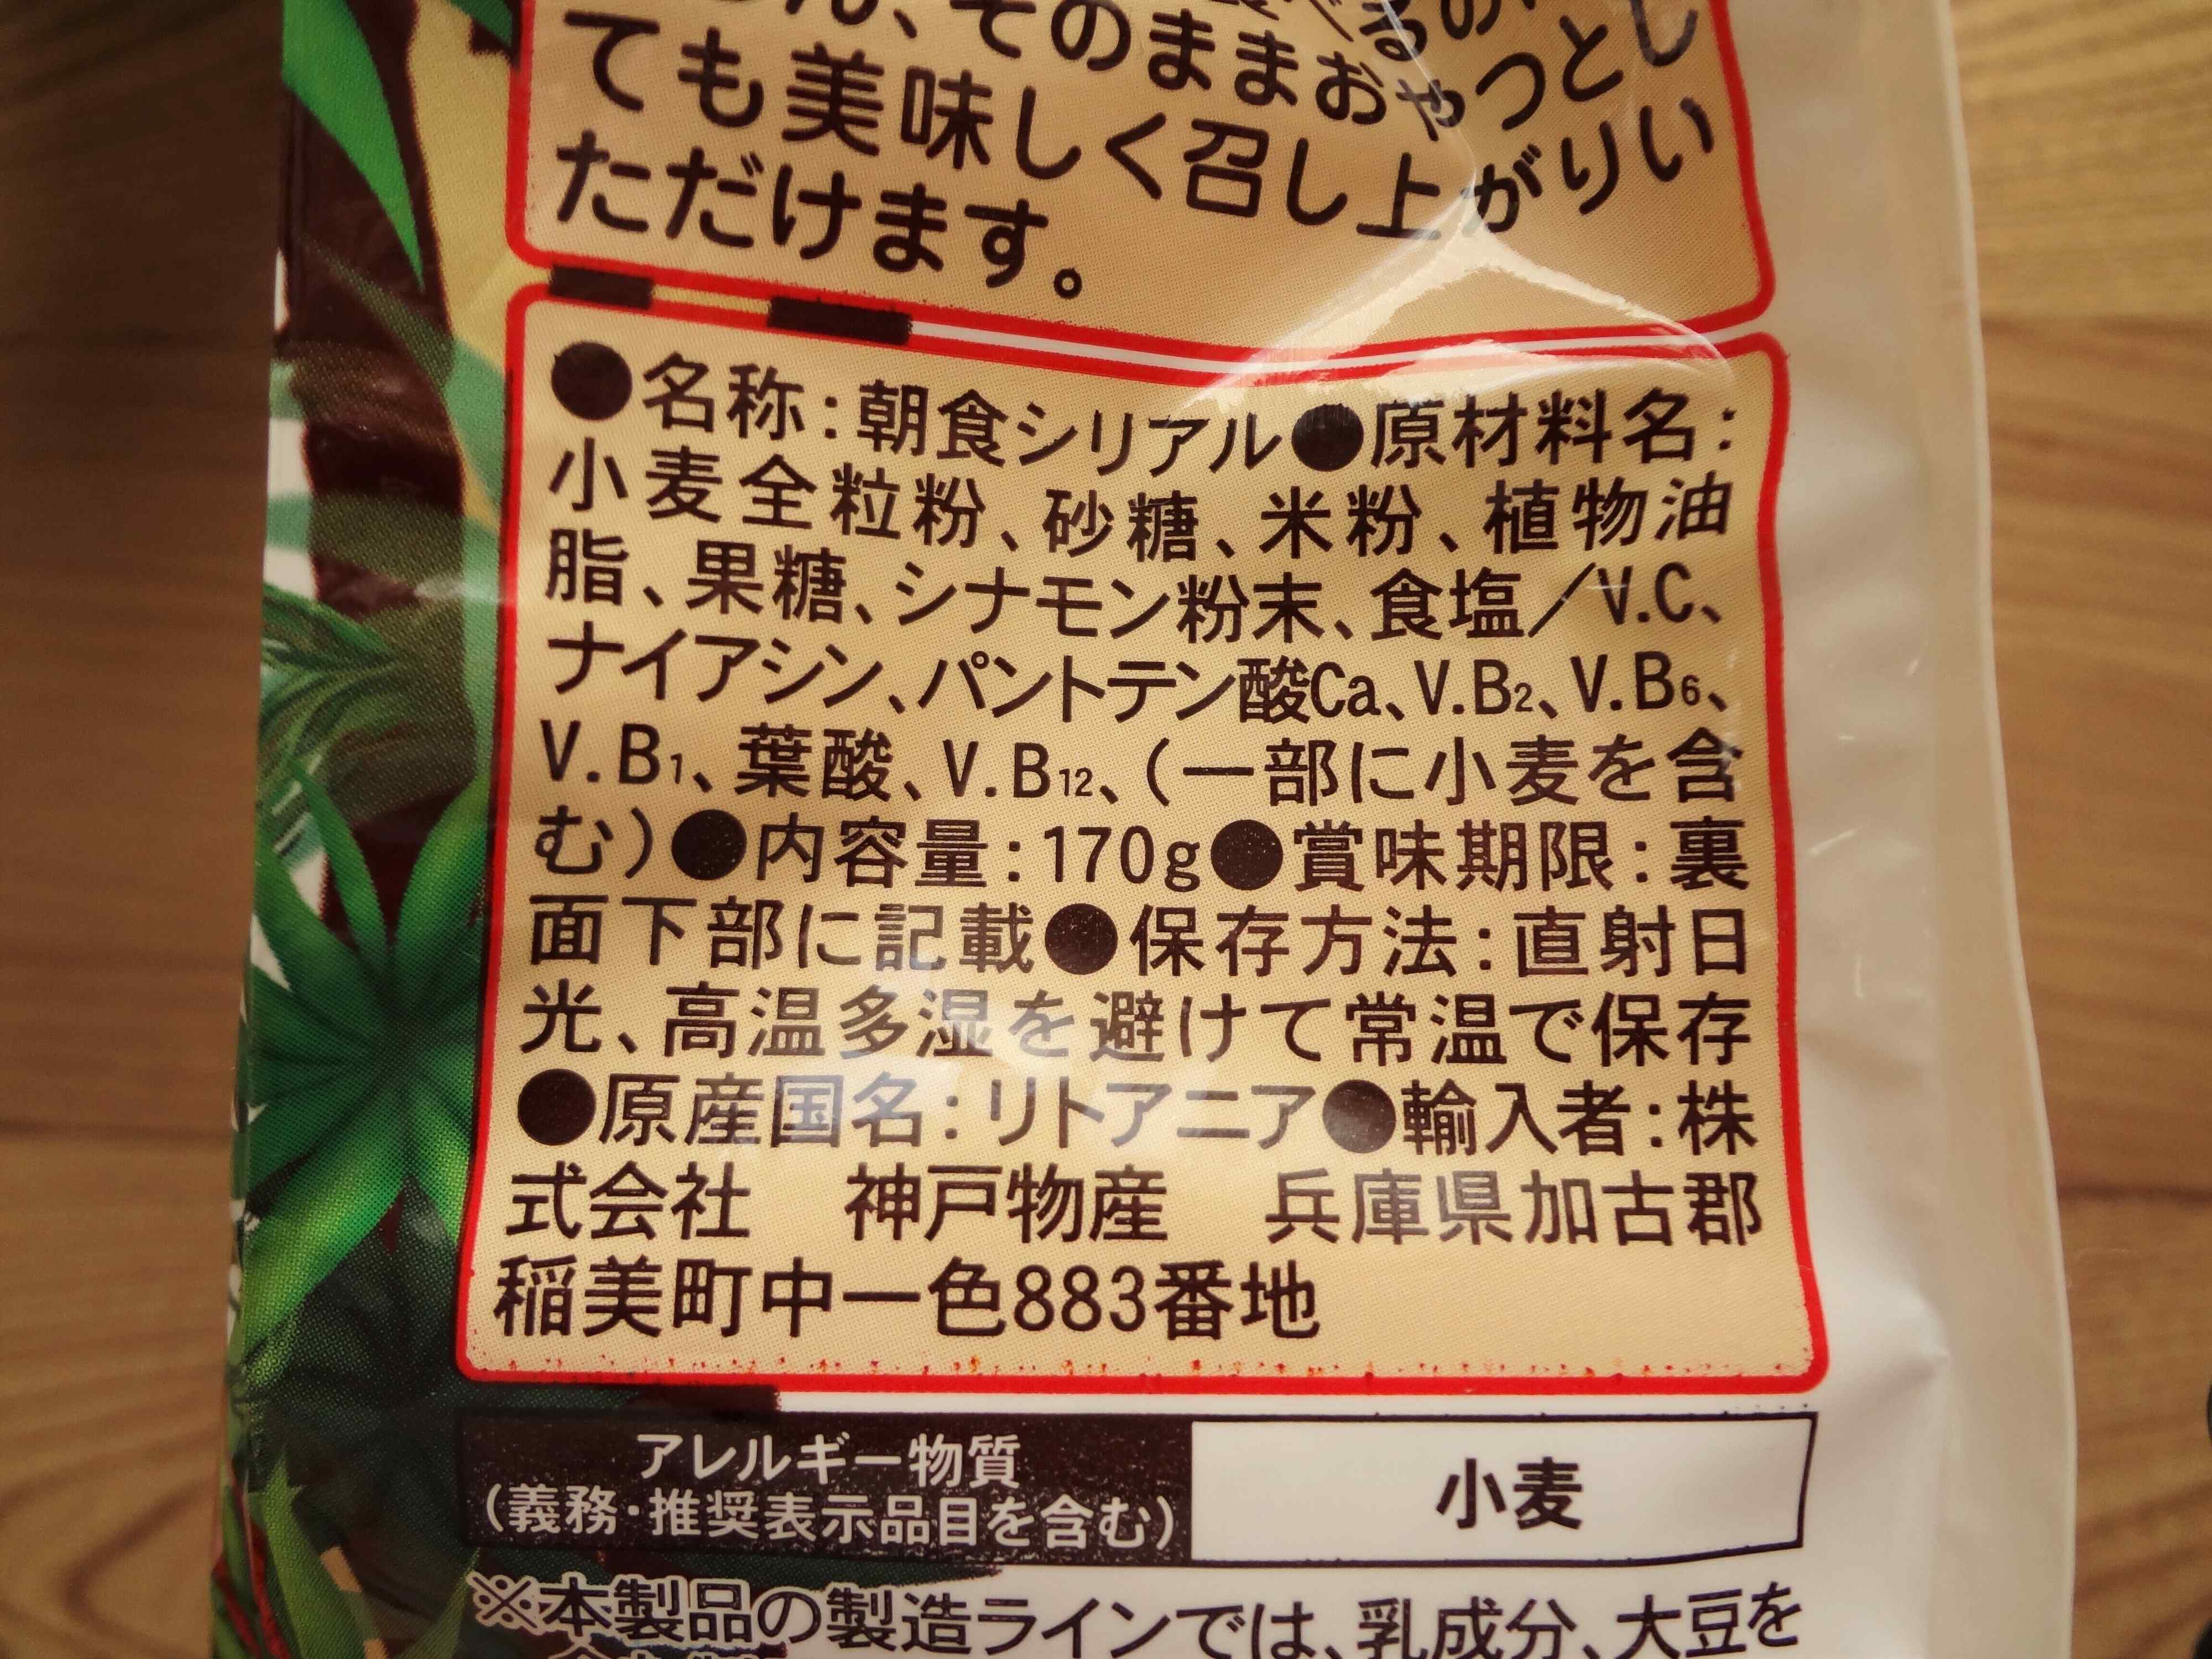 、そのままおやつとし
ても美味しく召し上がりい
ただけます。
●名称:朝食シリアル●原材料名:
小麦全粒粉、砂糖、米粉、植物油
脂、果糖、シナモン粉末、食塩/V.C、
ナイアシン、パントテン酸Ca、V.B2、V.B6、
V.B1、葉酸、V.B12、(一部に小麦を含
む)●内容量:170g●賞味期限:裏
面下部に記載●保存方法:直射日
光、高温多湿を避けて常温で保存
●原産国名:リトアニア●輸入者:株
式会社 神戸物産 兵庫県加古郡
稲美町中一色883番地
アレルギー物質
(義務・推奨表示品目を含む)
小麦
※本製品の製造ラインでは、乳成分、大豆を